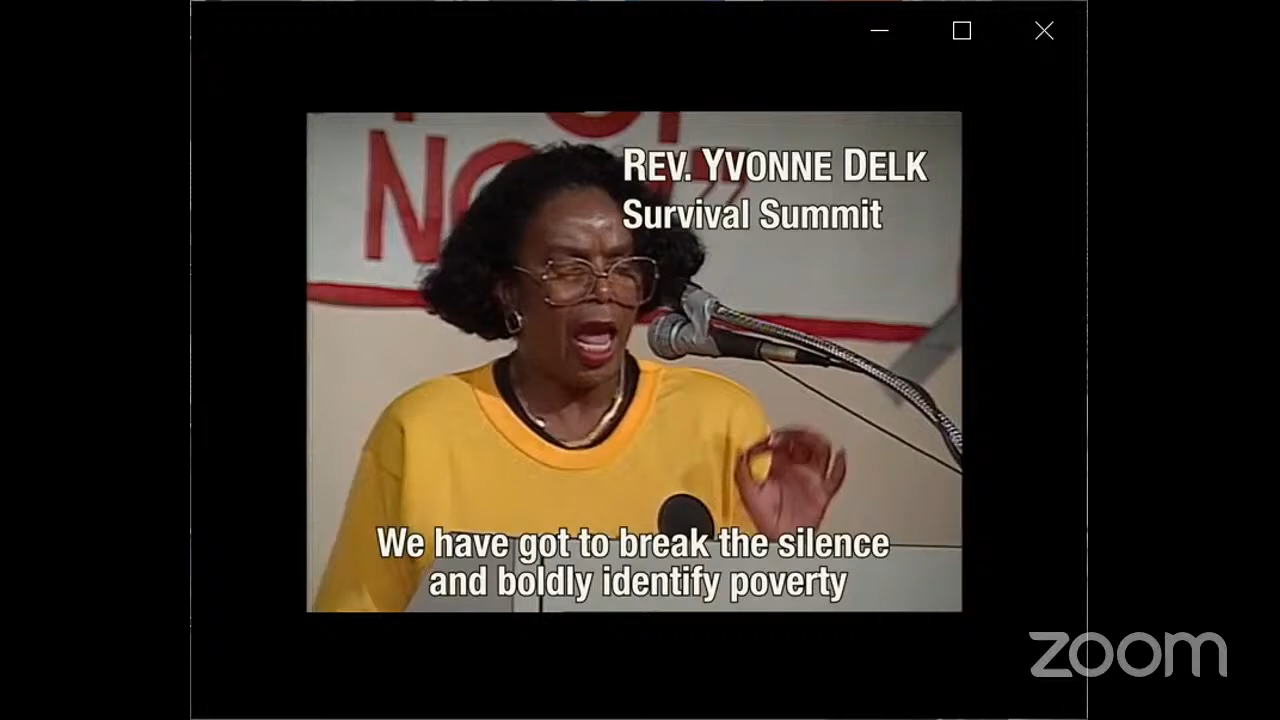 REV. YVONNE DELK
Survival Summit
We have got to break the silence
and boldly identify poverty
zoom